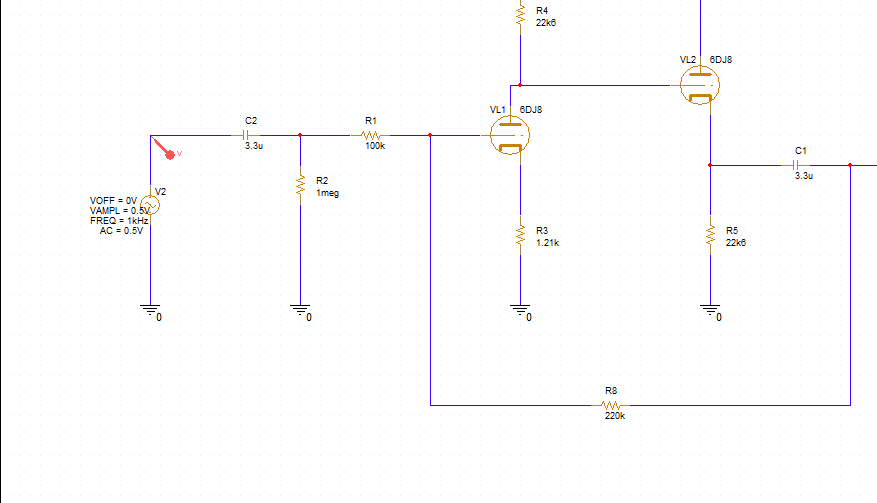 R4
22k6
VL2 6DJ8
VL1 6DJ8
C2
3.3u
R1
100k
C1
3.3u
V
R2
1meg
V2
VOFF = 0V
VAMPL = 0.5V
FREQ = 1kHz
AC = 0.5V
R3
1.21k
R5
22k6
0
0
0
0
R8
220k